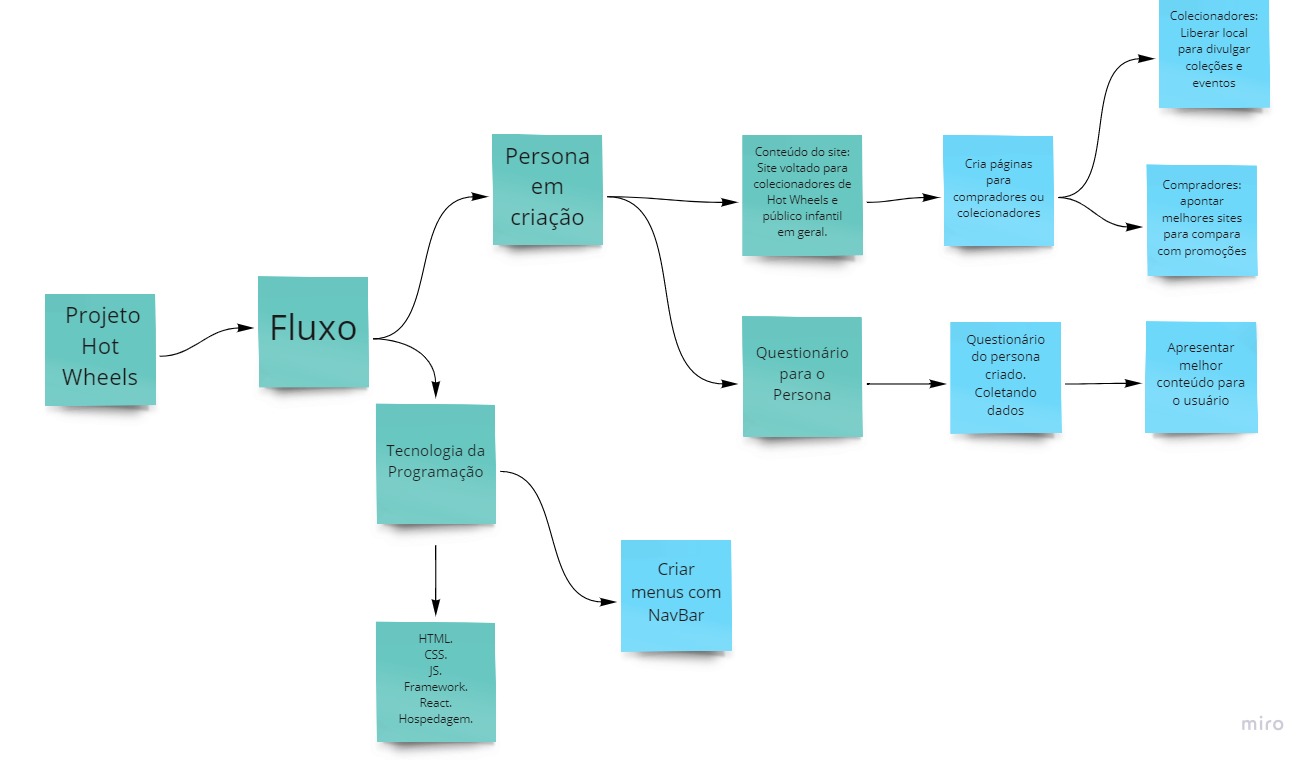 Colecionadores:
Liberar local
para divulgar
coleções e
eventos
Persona
em
criação
Conteúdo do site:
Site voltado para
colecionadores de
Hot Wheels e
público infantil
em geral.
Cria páginas
para
compradores ou
colecionadores
Compradores:
apontar
melhores sites
para compara
com promoções
Projeto
Hot
Wheels
Fluxo
Questionário
para o
Persona
Questionário
do persona
criado.
Coletando
dados
Apresentar
melhor
conteúdo para
o usuário
Tecnologia da
Programação
Criar
menus com
NavBar
HTML.
CSS.
JS.
Framework.
React.
Hospedagem.
miro